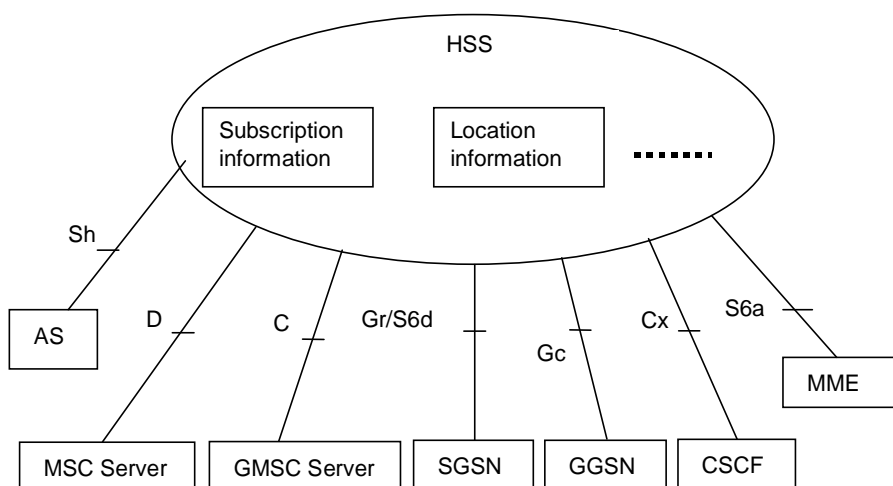 HSS
Subscription
information
Location
information
Sh
D
C
Gr/S6d
Gc
Cx
S6a
AS
MME
MSC Server
GMSC Server
SGSN
GGSN
CSCF